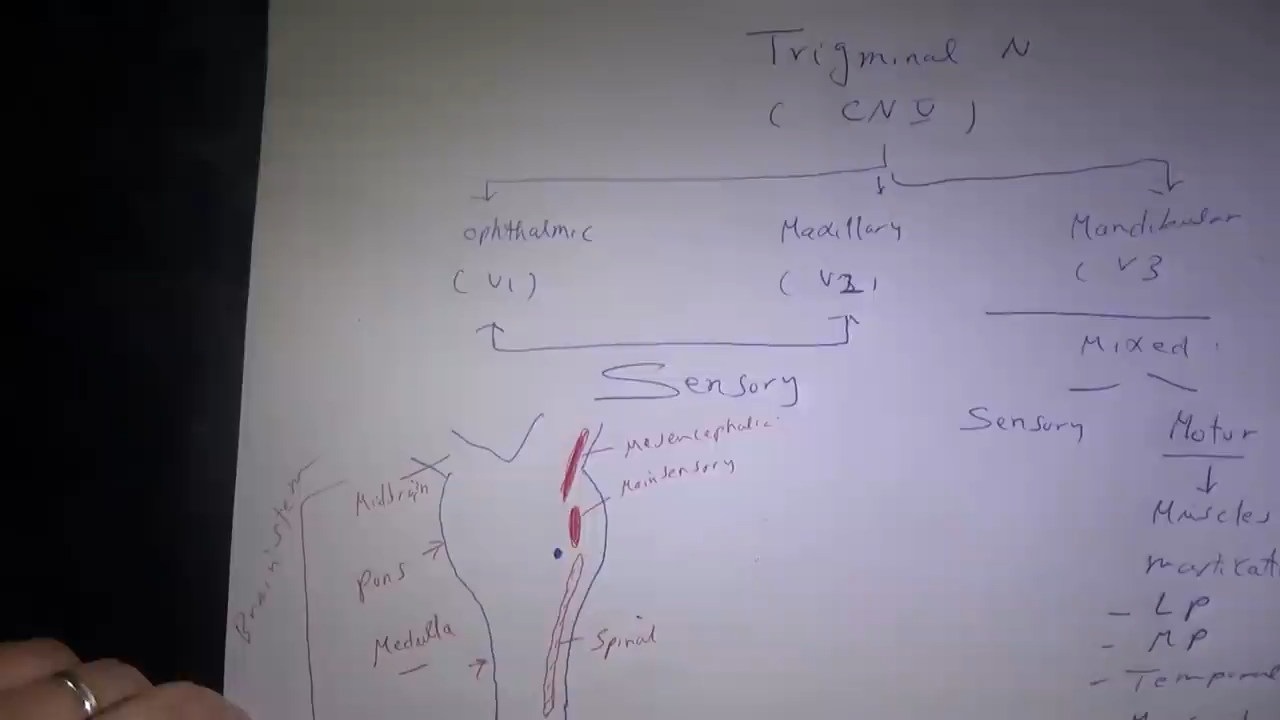 Trigminal N
( CN V )
ophthalmic Maxillary Mandibular
( V1 ) ( V2 ) ( V3
Mixed
Sensory
Sensory Motor
Mesencephalic
Main sensory
Midbrain
Muscles
Pons
Brainstem
- LP
Medulla
Spinal
- MP
- Temporal